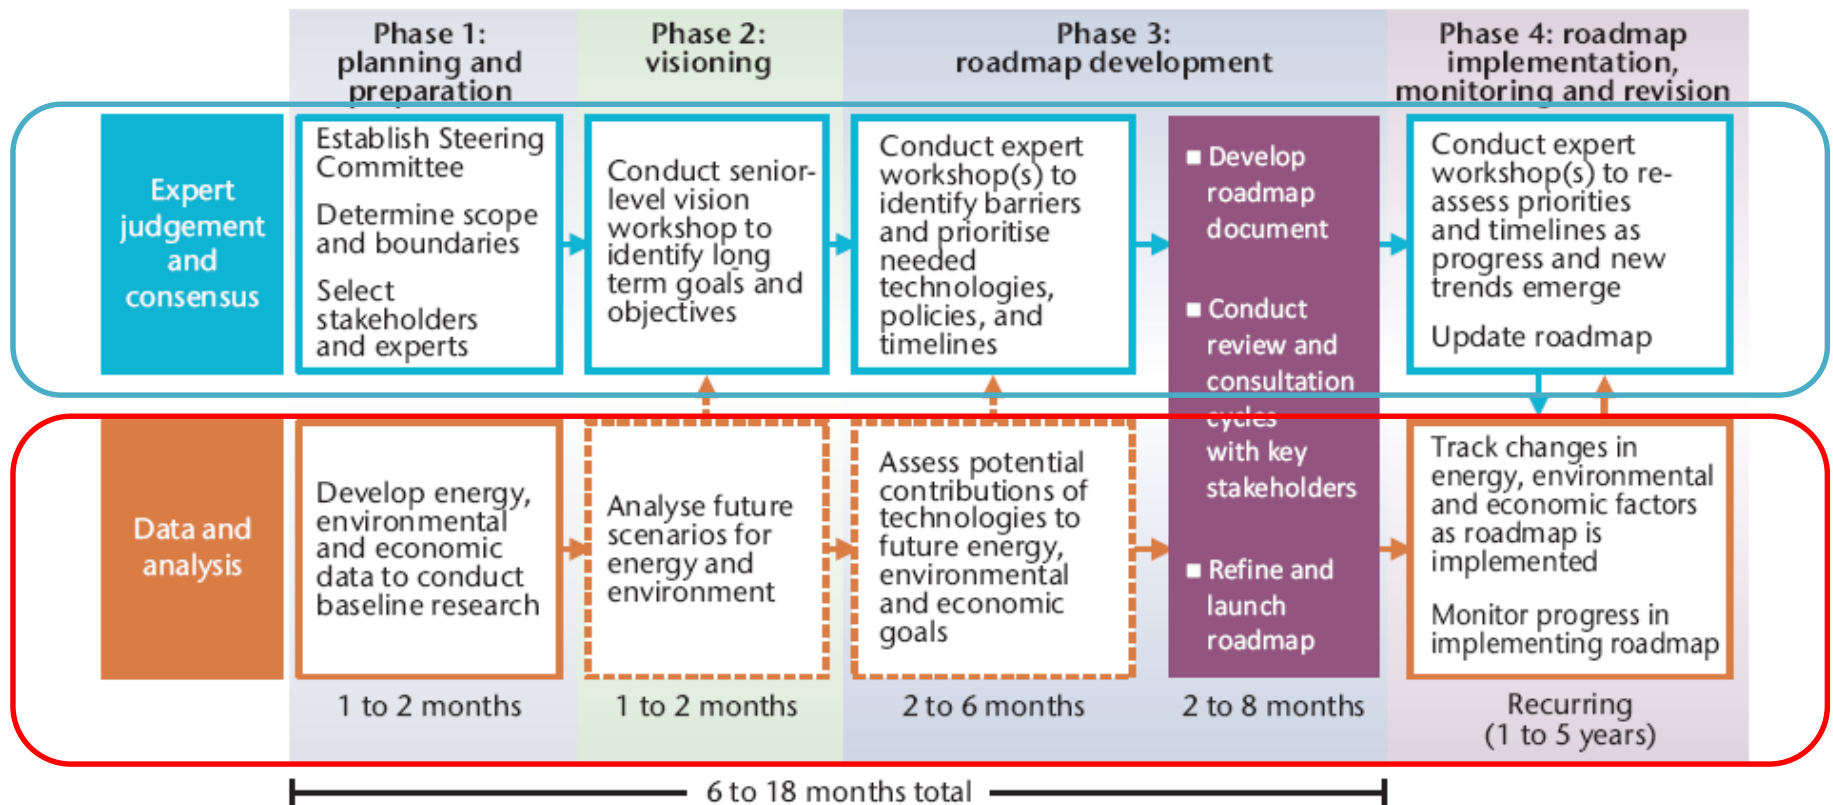 Phase 1:
planning and
preparation
Phase 2:
visioning
Phase 3:
roadmap development
Phase 4: roadmap
implementation,
monitoring and revision
Expert
judgement
and
consensus
Establish Steering
Committee
Determine scope
and boundaries
Select
stakeholders
and experts
Conduct senior-
level vision
workshop to
identify long
term goals and
objectives
Conduct expert
workshop(s) to
identify barriers
and prioritise
needed
technologies,
policies, and
timelines
■ Develop
roadmap
document
■ Conduct
review and
consultation
cycles
with key
stakeholders
■ Refine and
launch
roadmap
Conduct expert
workshop(s) to re-
assess priorities
and timelines as
progress and new
trends emerge
Update roadmap
Data and
analysis
Develop energy,
environmental
and economic
data to conduct
baseline research
Analyse future
scenarios for
energy and
environment
Assess potential
contributions of
technologies to
future energy,
environmental
and economic
goals
Track changes in
energy, environmental
and economic factors
as roadmap is
implemented
Monitor progress in
implementing roadmap
1 to 2 months
1 to 2 months
2 to 6 months
2 to 8 months
Recurring
(1 to 5 years)
6 to 18 months total